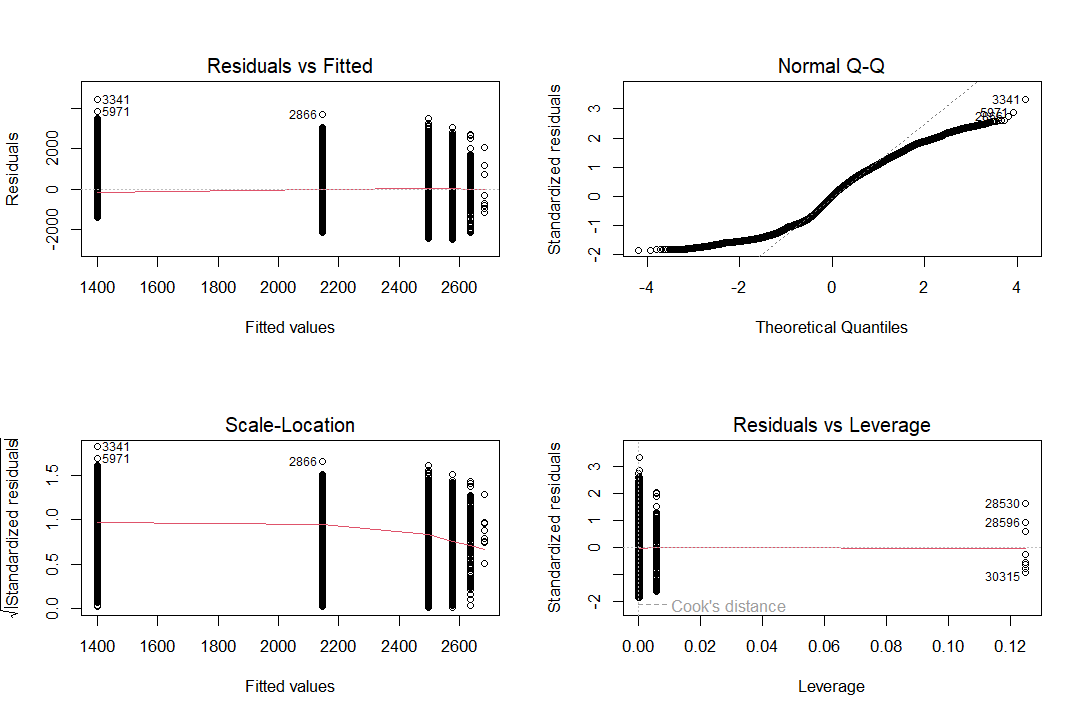 Residuals vs Fitted
Residuals
-2000 0 2000
3341
5971
2866
1400 1600 1800 2000 2200 2400 2600
Fitted values
Normal Q-Q
Standardized residuals
-2 -1 0 1 2 3
3341
5971
2866
-4 -2 0 2 4
Theoretical Quantiles
Scale-Location
√|Standardized residuals|
0.0 0.5 1.0 1.5
3341
5971
2866
1400 1600 1800 2000 2200 2400 2600
Fitted values
Residuals vs Leverage
Standardized residuals
-2 0 1 2 3
28530
28596
30315
Cook's distance
0.00 0.02 0.04 0.06 0.08 0.10 0.12
Leverage